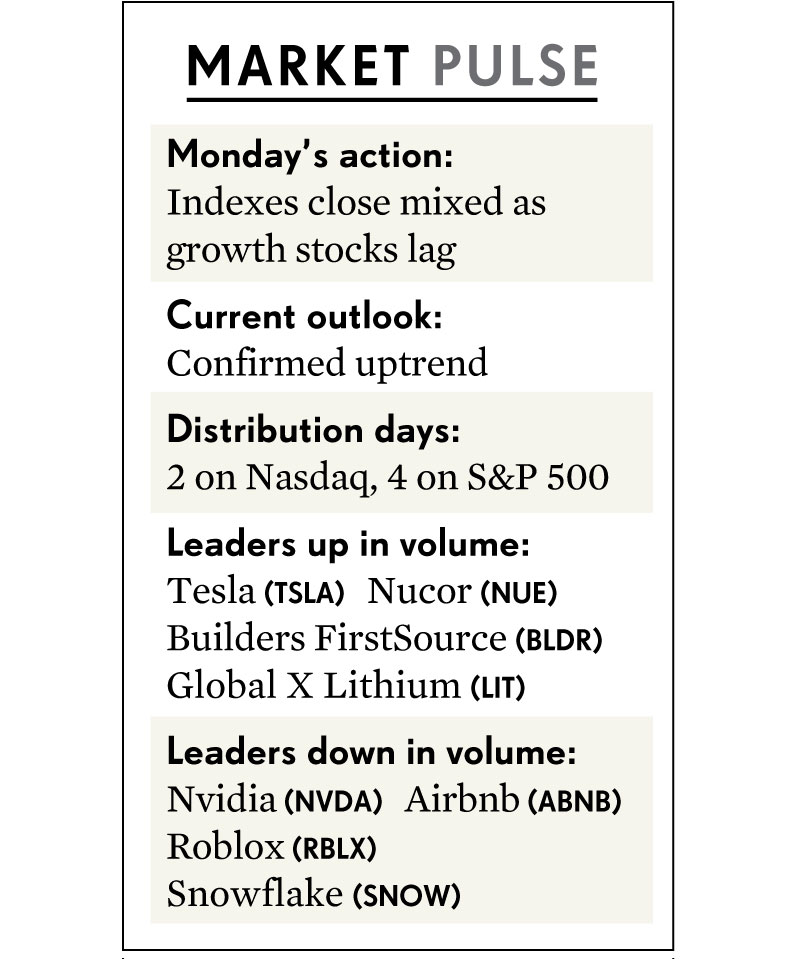 MARKET PULSE
Monday's action:
Indexes close mixed as
growth stocks lag
Current outlook:
Confirmed uptrend
Distribution days:
2 on Nasdaq, 4 on S&P 500
Leaders up in volume:
Tesla (TSLA) Nucor (NUE)
Builders FirstSource (BLDR)
Global X Lithium (LIT)
Leaders down in volume:
Nvidia (NVDA) Airbnb (ABNB)
Roblox (RBLX)
Snowflake (SNOW)